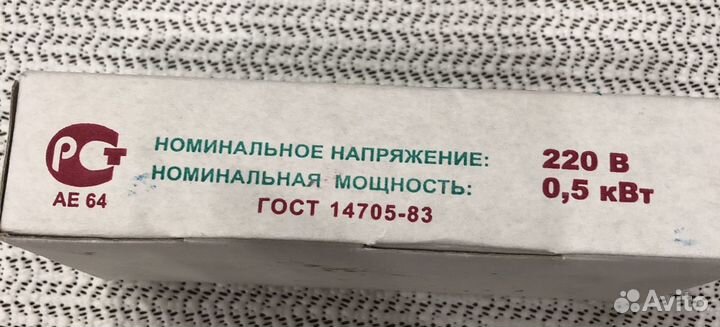 РСТ
АЕ 64
НОМИНАЛЬНОЕ НАПРЯЖЕНИЕ: 220 В
НОМИНАЛЬНАЯ МОЩНОСТЬ: 0,5 кВт
ГОСТ 14705-83
Avito